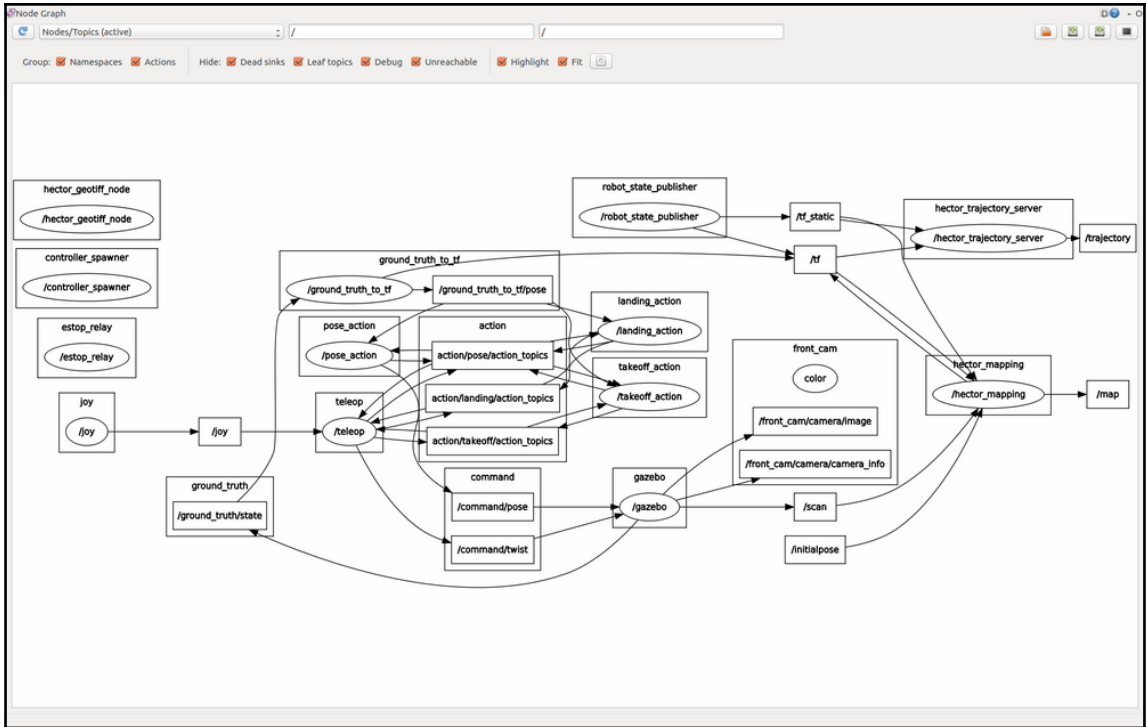 Node Graph
Nodes/Topics (active)
/
/
Group:
Namespaces
Actions
Hide:
Dead sinks
Leaf topics
Debug
Unreachable
Highlight
Fit
hector_geotiff_node
/hector_geotiff_node
controller_spawner
/controller_spawner
estop_relay
/estop_relay
joy
/joy
/joy
ground_truth
/ground_truth/state
ground_truth_to_tf
/ground_truth_to_tf
/ground_truth_to_tf/pose
pose_action
/pose_action
teleop
/teleop
action
action/pose/action_topics
action/landing/action_topics
action/takeoff/action_topics
command
/command/pose
/command/twist
landing_action
/landing_action
takeoff_action
/takeoff_action
gazebo
/gazebo
robot_state_publisher
/robot_state_publisher
/tf_static
/tf
front_cam
color
/front_cam/camera/image
/front_cam/camera/camera_info
/scan
/initialpose
hector_trajectory_server
/hector_trajectory_server
/trajectory
hector_mapping
/hector_mapping
/map